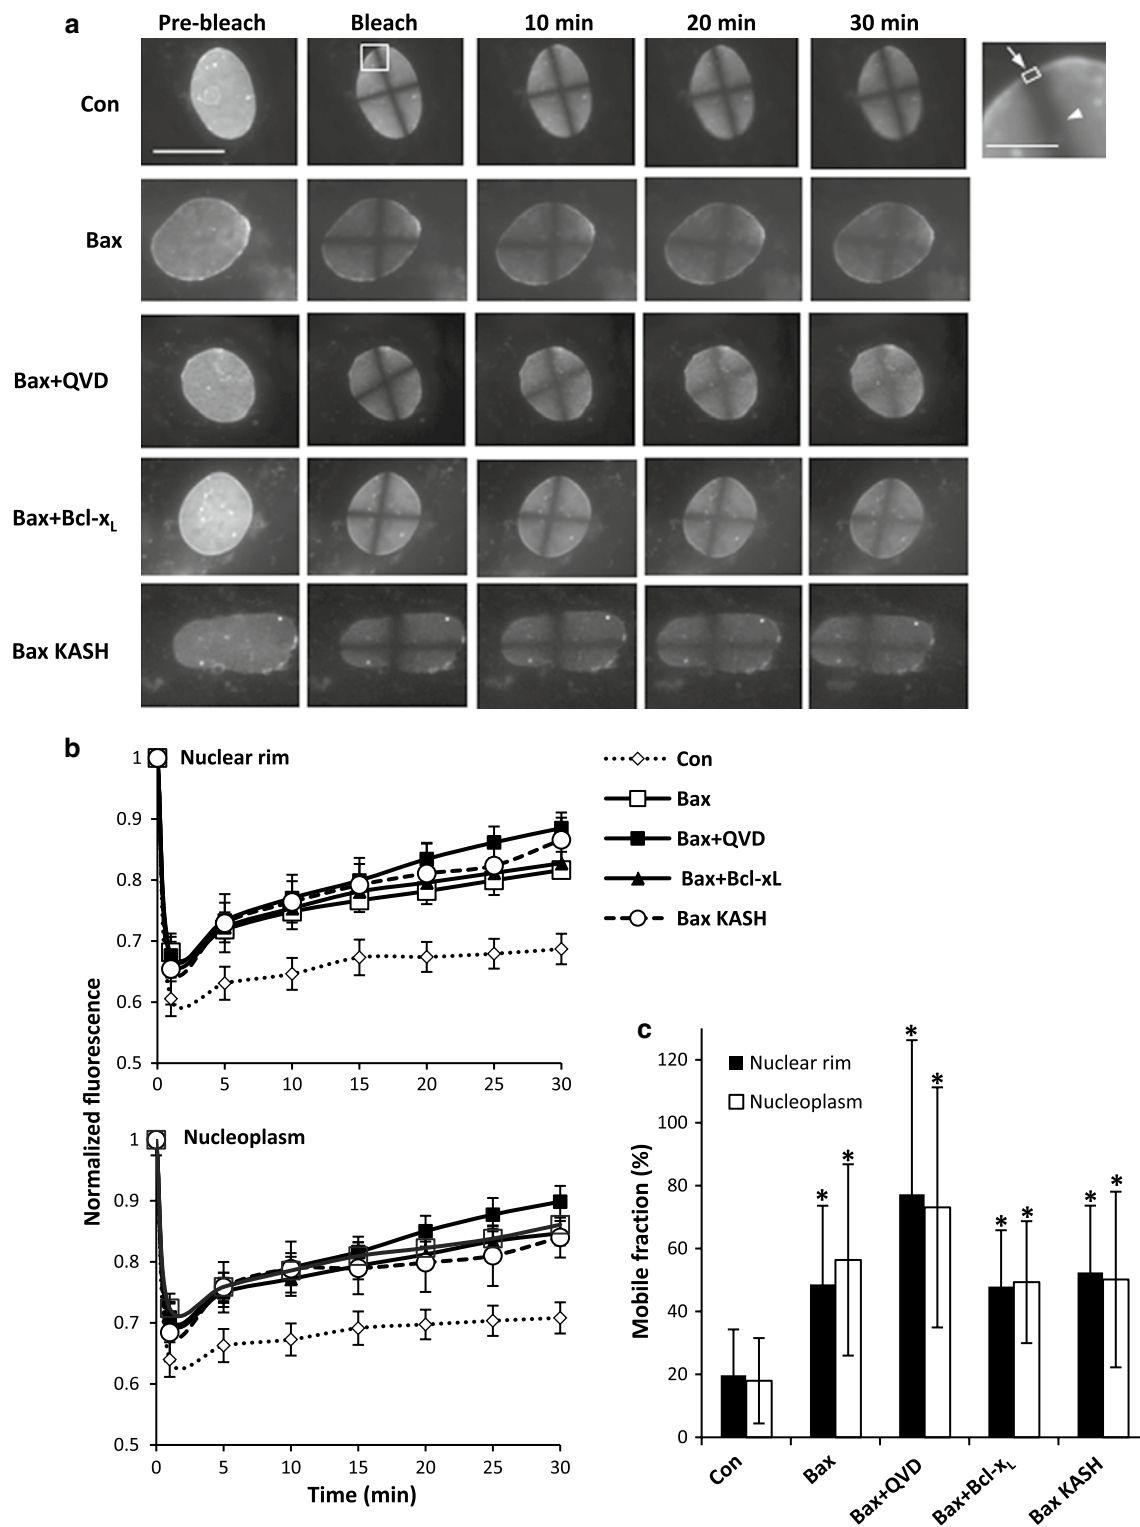 a
Pre-bleach Bleach 10 min 20 min 30 min
Con
Bax
Bax+QVD
Bax+Bcl-xL
Bax KASH
b
Nuclear rim
1
0.9
0.8
0.7
0.6
0.5
0 5 10 15 20 25 30
Con
Bax
Bax+QVD
Bax+Bcl-xL
Bax KASH
Normalized fluorescence
Nucleoplasm
1
0.9
0.8
0.7
0.6
0.5
0 5 10 15 20 25 30
Time (min)
c
Nuclear rim
Nucleoplasm
Mobile fraction (%)
120
100
80
60
40
20
0
* * * * * * * *
Con Bax Bax+QVD Bax+Bcl-xL Bax KASH